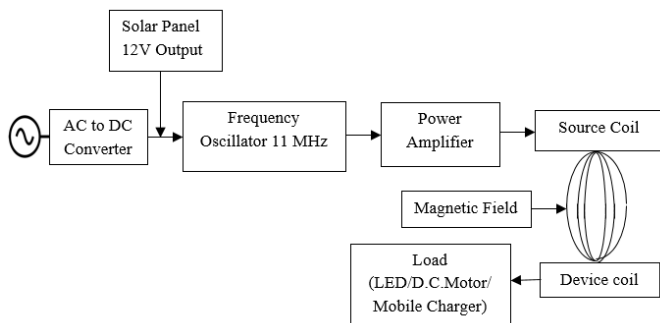 Solar Panel
12V Output
AC to DC
Converter
Frequency
Oscillator 11 MHz
Power
Amplifier
Source Coil
Magnetic Field
Load
(LED/D.C.Motor/
Mobile Charger)
Device coil